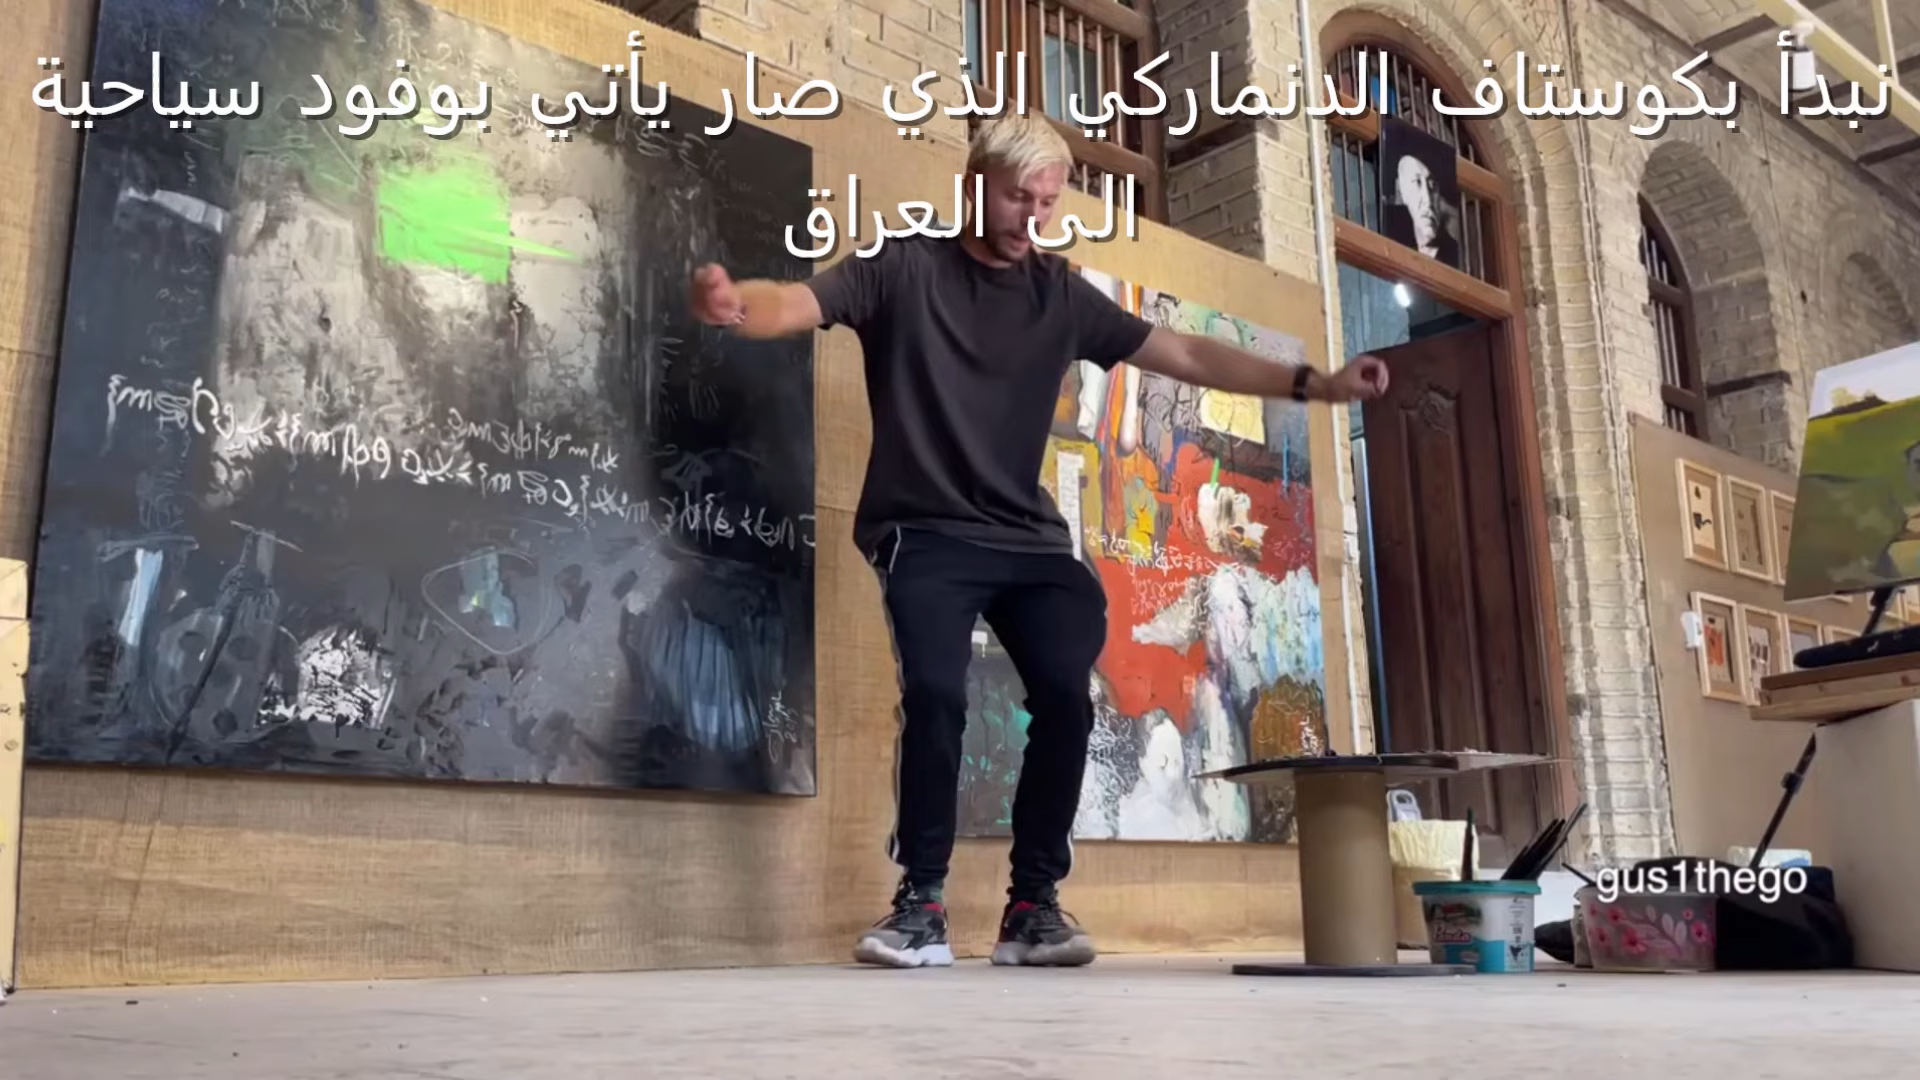 نبدأ بكوستاف الدنماركي الذي صار يأتي بوفود سياحية
الى العراق
gus1thego